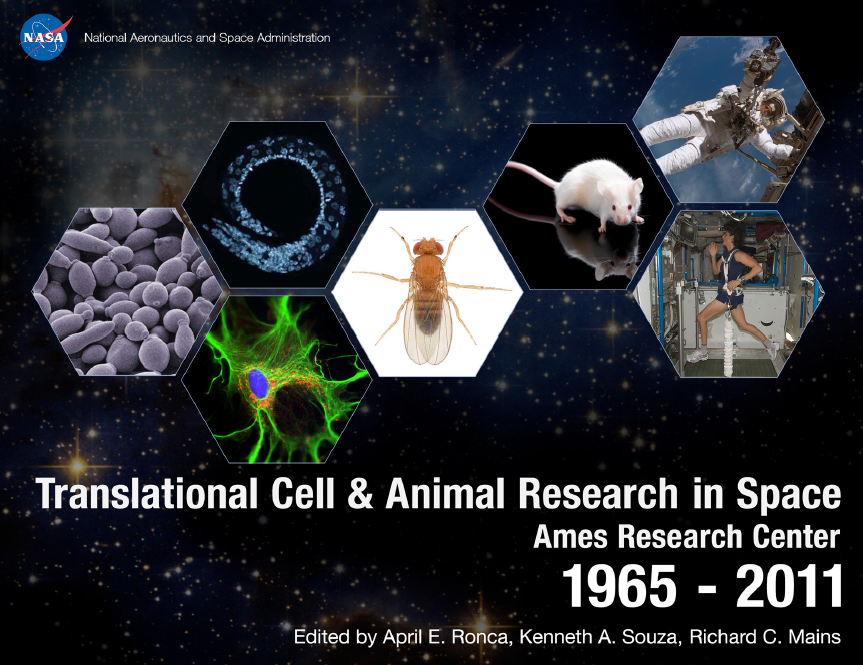 NASA
National Aeronautics and Space Administration
Translational Cell & Animal Research in Space
Ames Research Center
1965 - 2011
Edited by April E. Ronca, Kenneth A. Souza, Richard C. Mains